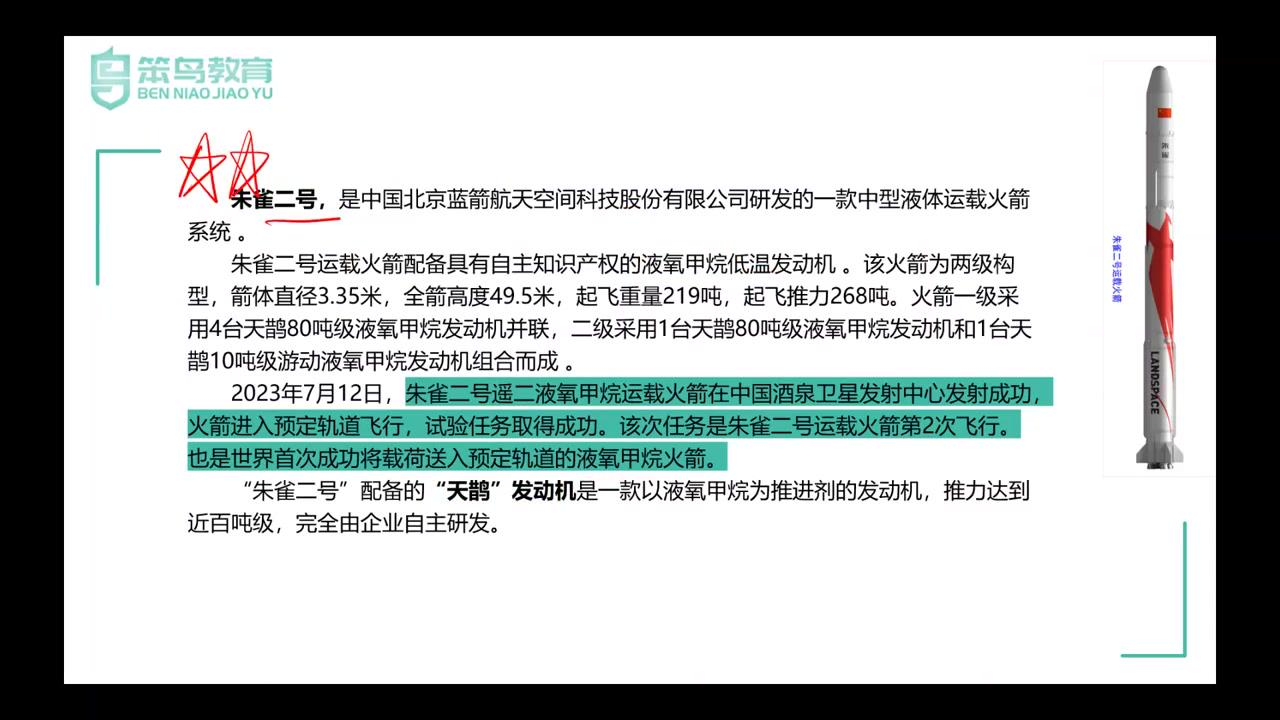 笨鸟教育
BEN NIAO JIAO YU
朱雀二号，是中国北京蓝箭航天空间科技股份有限公司研发的一款中型液体运载火箭
系统 。
朱雀二号运载火箭配备具有自主知识产权的液氧甲烷低温发动机 。该火箭为两级构
型，箭体直径3.35米，全箭高度49.5米，起飞重量219吨，起飞推力268吨。火箭一级采
用4台天鹊80吨级液氧甲烷发动机并联，二级采用1台天鹊80吨级液氧甲烷发动机和1台天
鹊10吨级游动液氧甲烷发动机组合而成 。
2023年7月12日，朱雀二号遥二液氧甲烷运载火箭在中国酒泉卫星发射中心发射成功，
火箭进入预定轨道飞行，试验任务取得成功。该次任务是朱雀二号运载火箭第2次飞行。
也是世界首次成功将载荷送入预定轨道的液氧甲烷火箭。
“朱雀二号”配备的“天鹊”发动机是一款以液氧甲烷为推进剂的发动机，推力达到
近百吨级，完全由企业自主研发。
朱雀二号运载火箭
LANDSPACE